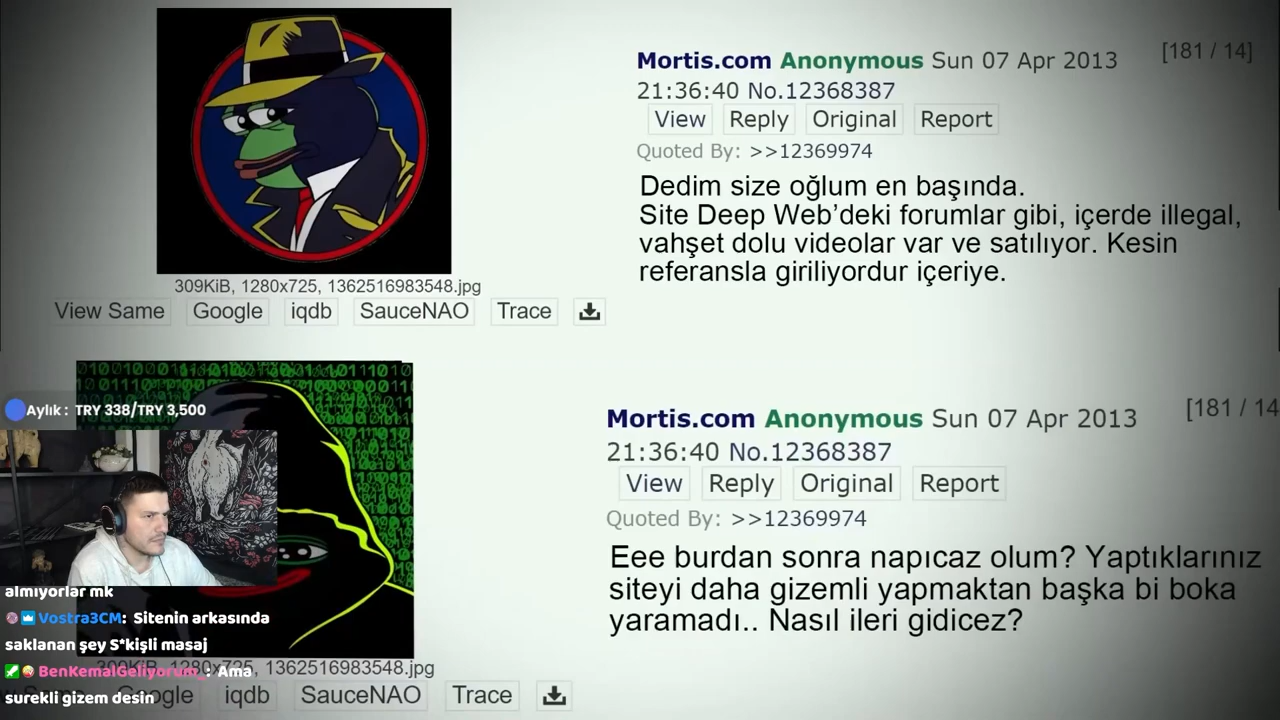 Mortis.com Anonymous Sun 07 Apr 2013 [181 / 14]
21:36:40 No.12368387
View Reply Original Report
Quoted By: >>12369974
Dedim size oğlum en başında.
Site Deep Web’deki forumlar gibi, içerde illegal,
vahşet dolu videolar var ve satılıyor. Kesin
referansla giriliyordur içeriye.
309KiB, 1280x725, 1362516983548.jpg
View Same Google iqdb SauceNAO Trace
Mortis.com Anonymous Sun 07 Apr 2013 [181 / 14
21:36:40 No.12368387
View Reply Original Report
Quoted By: >>12369974
Eee burdan sonra napıcaz olum? Yaptıklarınız
siteyi daha gizemli yapmaktan başka bi boka
yaramadı.. Nasıl ileri gidicez?
309KiB, 1280x725, 1362516983548.jpg
Google iqdb SauceNAO Trace
Aylık : TRY 338/TRY 3,500
almıyorlar mk
Vostra3CM: Sitenin arkasında
saklanan şey S*kişli masaj
BenKemalGeliyorum_: Ama
surekli gizem desin